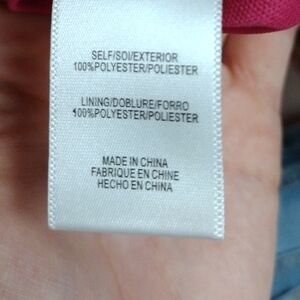 SELF/SOI/EXTERIOR
100%POLYESTER/POLIESTER
LINING/DOBLURE/FORRO
100%POLYESTER/POLIESTER
MADE IN CHINA
FABRIQUE EN CHINE
HECHO EN CHINA